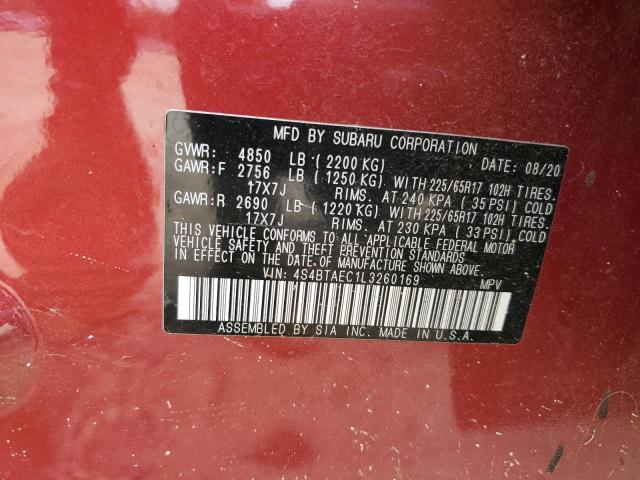 MFD BY SUBARU CORPORATION
GVWR: 4850 LB ( 2200 KG) DATE: 08/20
GAWR:F 2756 LB ( 1250 KG) WITH 225/65R17 102H TIRES.
17X7J RIMS. AT 240 KPA ( 35 PSI) COLD
GAWR:R 2690 LB ( 1220 KG) WITH 225/65R17 102H TIRES.
17X7J RIMS. AT 230 KPA ( 33 PSI) COLD
THIS VEHICLE CONFORMS TO ALL APPLICABLE FEDERAL MOTOR
VEHICLE SAFETY AND THEFT PREVENTION STANDARDS
IN EFFECT ON THE DATE OF MANUFACTURE SHOWN ABOVE.
VIN: 4S4BTAEC1L3260169 MPV
ASSEMBLED BY SIA INC. MADE IN U.S.A.